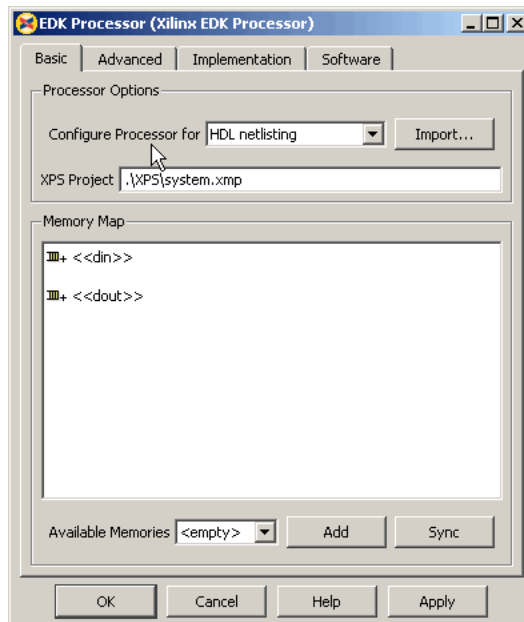 EDK Processor (Xilinx EDK Processor)
Basic Advanced Implementation Software
Processor Options
Configure Processor for HDL netlisting Import...
XPS Project .\XPS\system.xmp
Memory Map
<<din>>
<<dout>>
Available Memories <empty> Add Sync
OK Cancel Help Apply